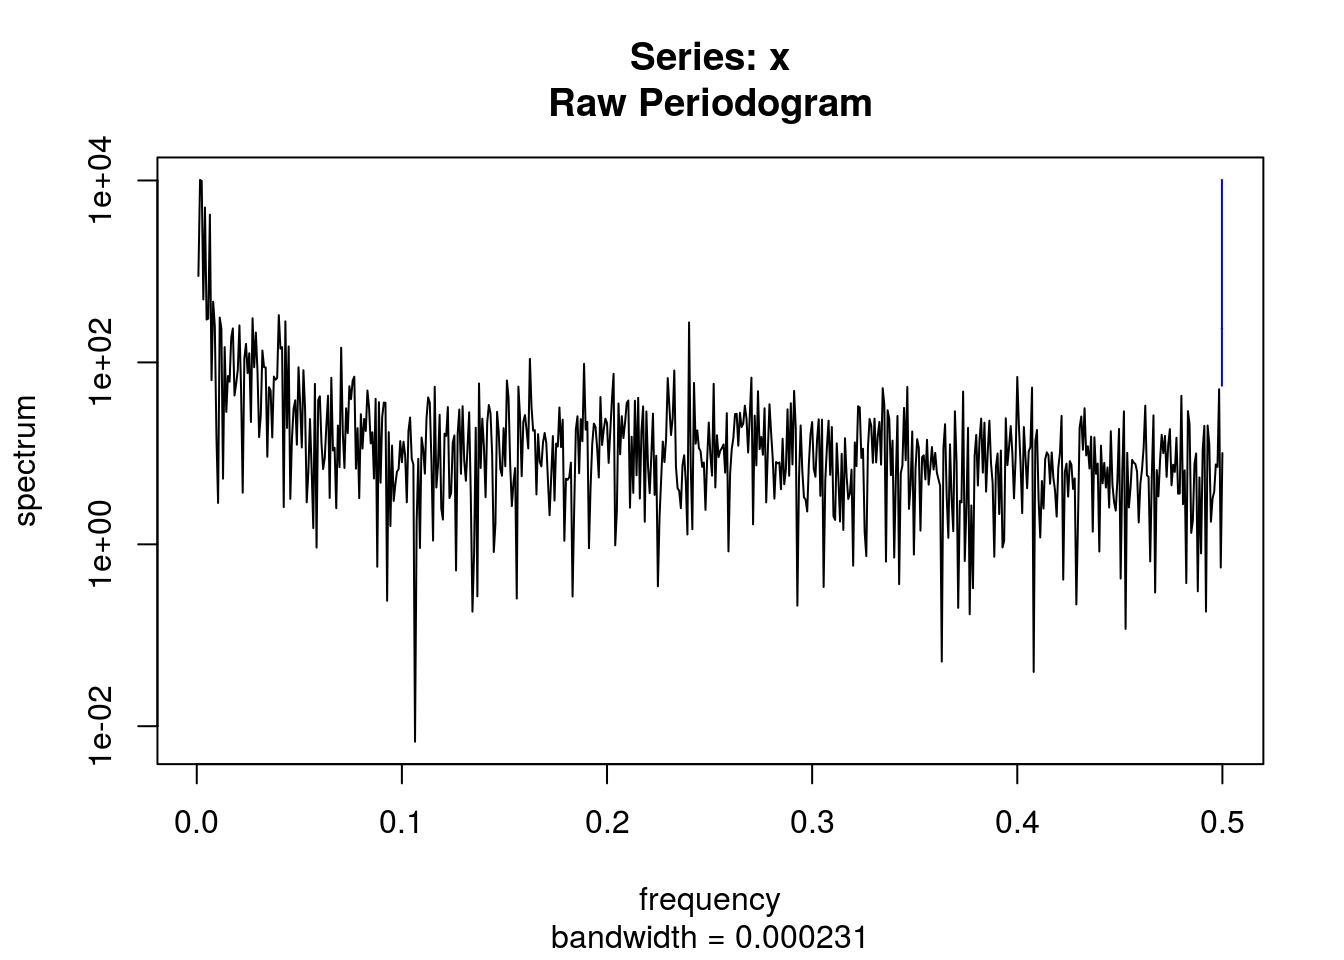 Series: x
Raw Periodogram
1e+04
1e+02
1e+00
1e-02
spectrum
0.0 0.1 0.2 0.3 0.4 0.5
frequency
bandwidth = 0.000231